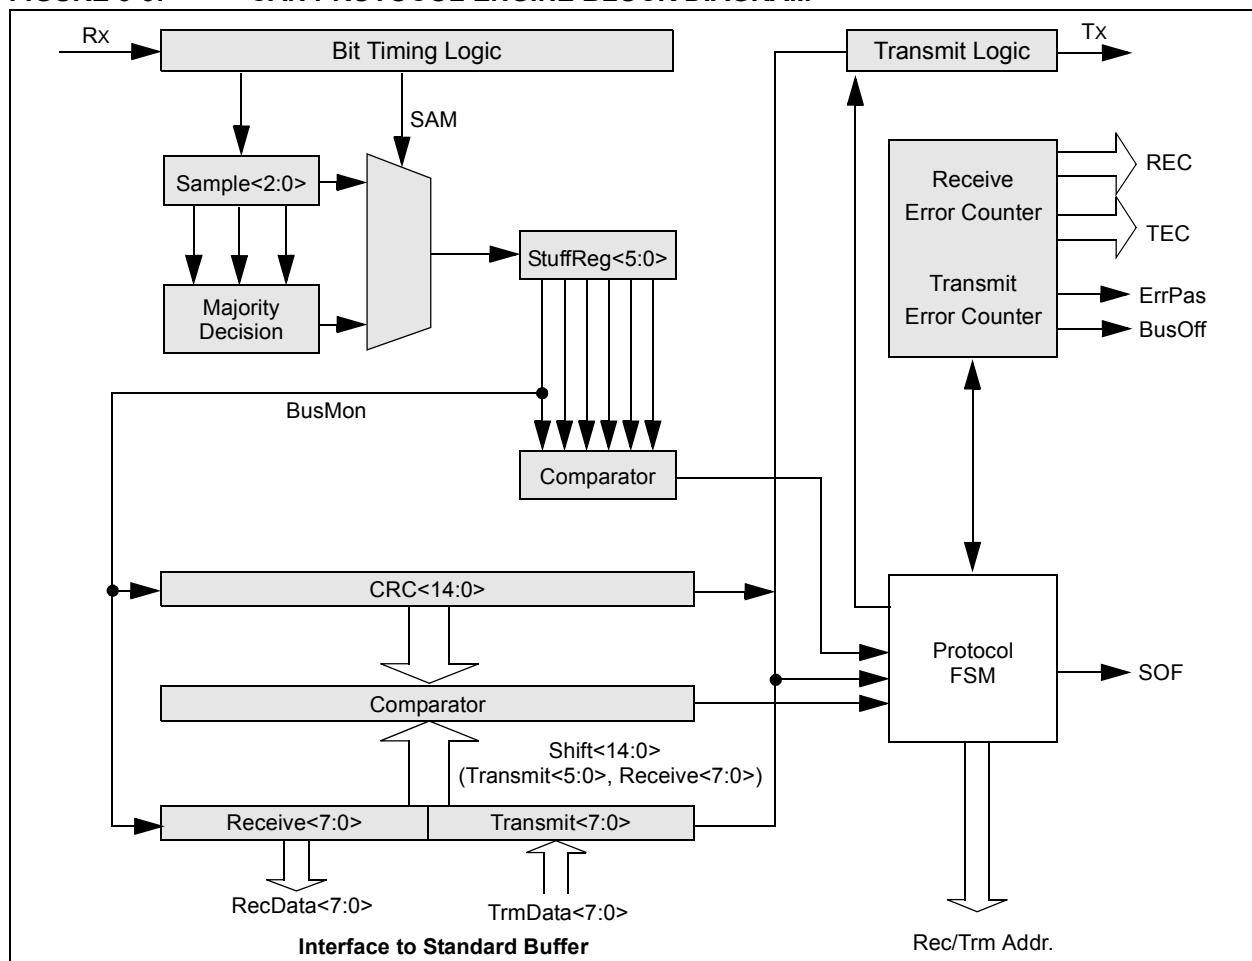 Rx
Bit Timing Logic
Transmit Logic
Tx
SAM
Sample<2:0>
Receive
Error Counter
REC
TEC
StuffReg<5:0>
Majority
Decision
Transmit
Error Counter
ErrPas
BusOff
BusMon
Comparator
CRC<14:0>
Protocol
FSM
SOF
Comparator
Shift<14:0>
(Transmit<5:0>, Receive<7:0>)
Receive<7:0>
Transmit<7:0>
RecData<7:0>
TrmData<7:0>
Interface to Standard Buffer
Rec/Trm Addr.